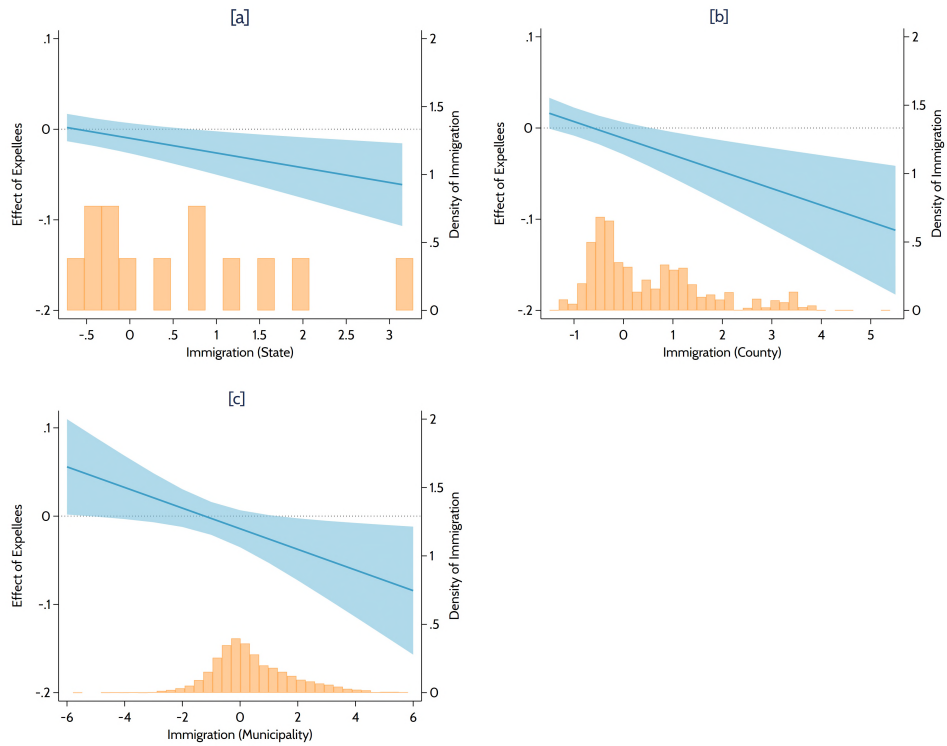 [a]
.1
0
-.1
-.2
Effect of Expellees
2
1.5
1
.5
0
Density of Immigration
-.5 0 .5 1 1.5 2 2.5 3
Immigration (State)
[b]
.1
0
-.1
-.2
Effect of Expellees
2
1.5
1
.5
0
Density of Immigration
-1 0 1 2 3 4 5
Immigration (County)
[c]
.1
0
-.1
-.2
Effect of Expellees
2
1.5
1
.5
0
Density of Immigration
-6 -4 -2 0 2 4 6
Immigration (Municipality)